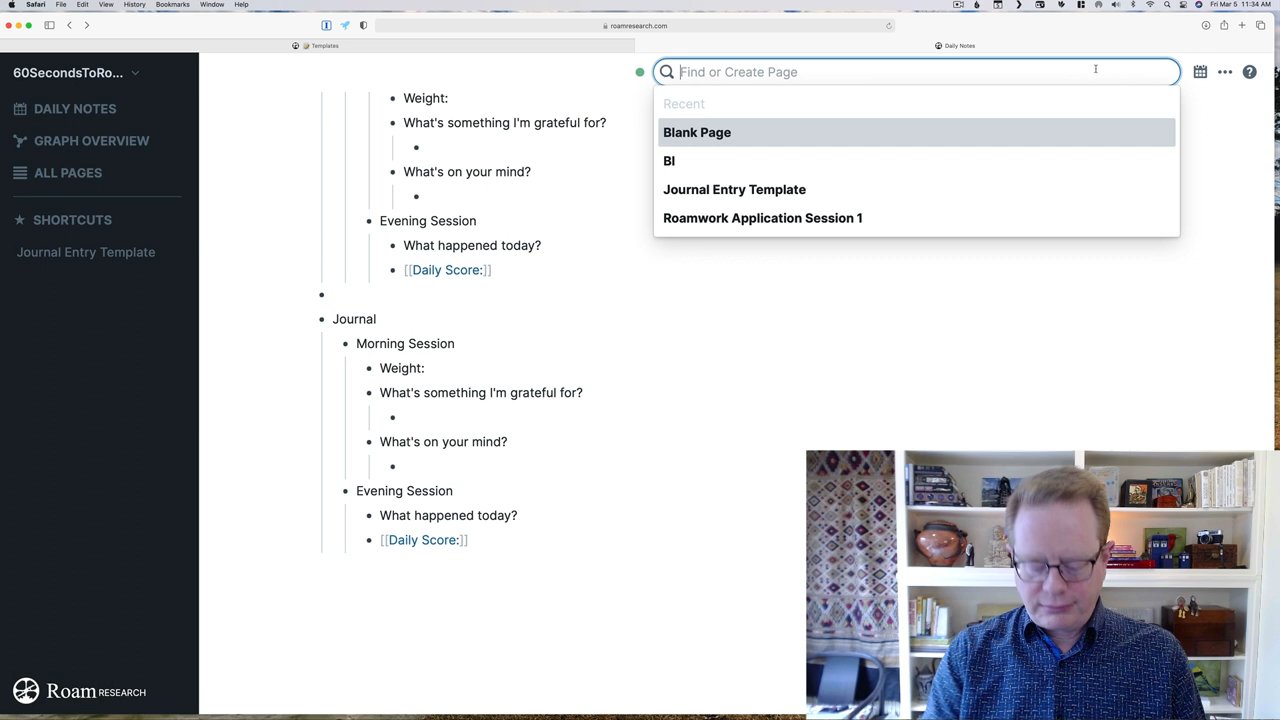 Safari File Edit View History Bookmarks Window Help
Fri Mar 5 11:34 AM
roamresearch.com
Templates
Daily Notes
60SecondsToRo...
DAILY NOTES
GRAPH OVERVIEW
ALL PAGES
SHORTCUTS
Journal Entry Template
Find or Create Page
Recent
Blank Page
BI
Journal Entry Template
Roamwork Application Session 1
Weight:
What's something I'm grateful for?
What's on your mind?
Evening Session
What happened today?
[[Daily Score:]]
Journal
Morning Session
Weight:
What's something I'm grateful for?
What's on your mind?
Evening Session
What happened today?
[[Daily Score:]]
Roam RESEARCH